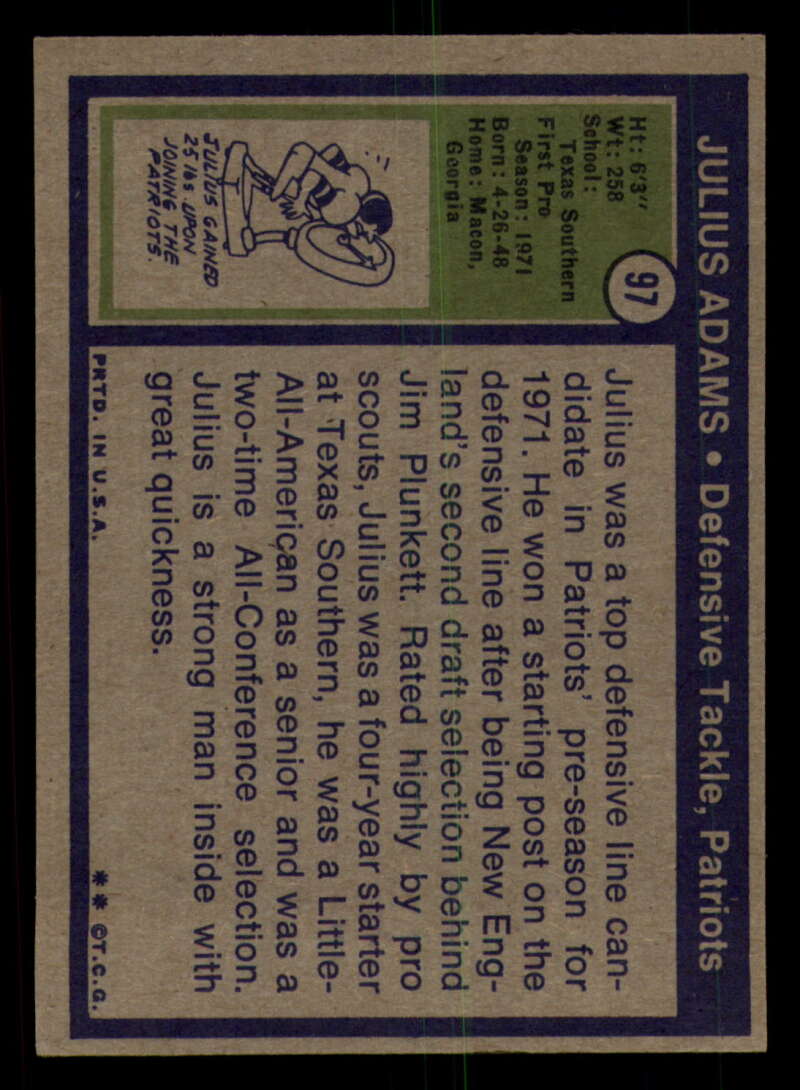 JULIUS ADAMS • Defensive Tackle, Patriots
97
Ht: 6'3"
Wt: 258
School:
Texas Southern
First Pro
Season: 1971
Born: 4-26-48
Home: Macon,
Georgia
JULIUS GAINED
25 lbs UPON
JOINING THE
PATRIOTS.
Julius was a top defensive line can-
didate in Patriots' pre-season for
1971. He won a starting post on the
defensive line after being New Eng-
land's second draft selection behind
Jim Plunkett. Rated highly by pro
scouts, Julius was a four-year starter
at Texas Southern, he was a Little-
All-American as a senior and was a
two-time All-Conference selection.
Julius is a strong man inside with
great quickness.
PRTD. IN U.S.A.
** ©T.C.G.